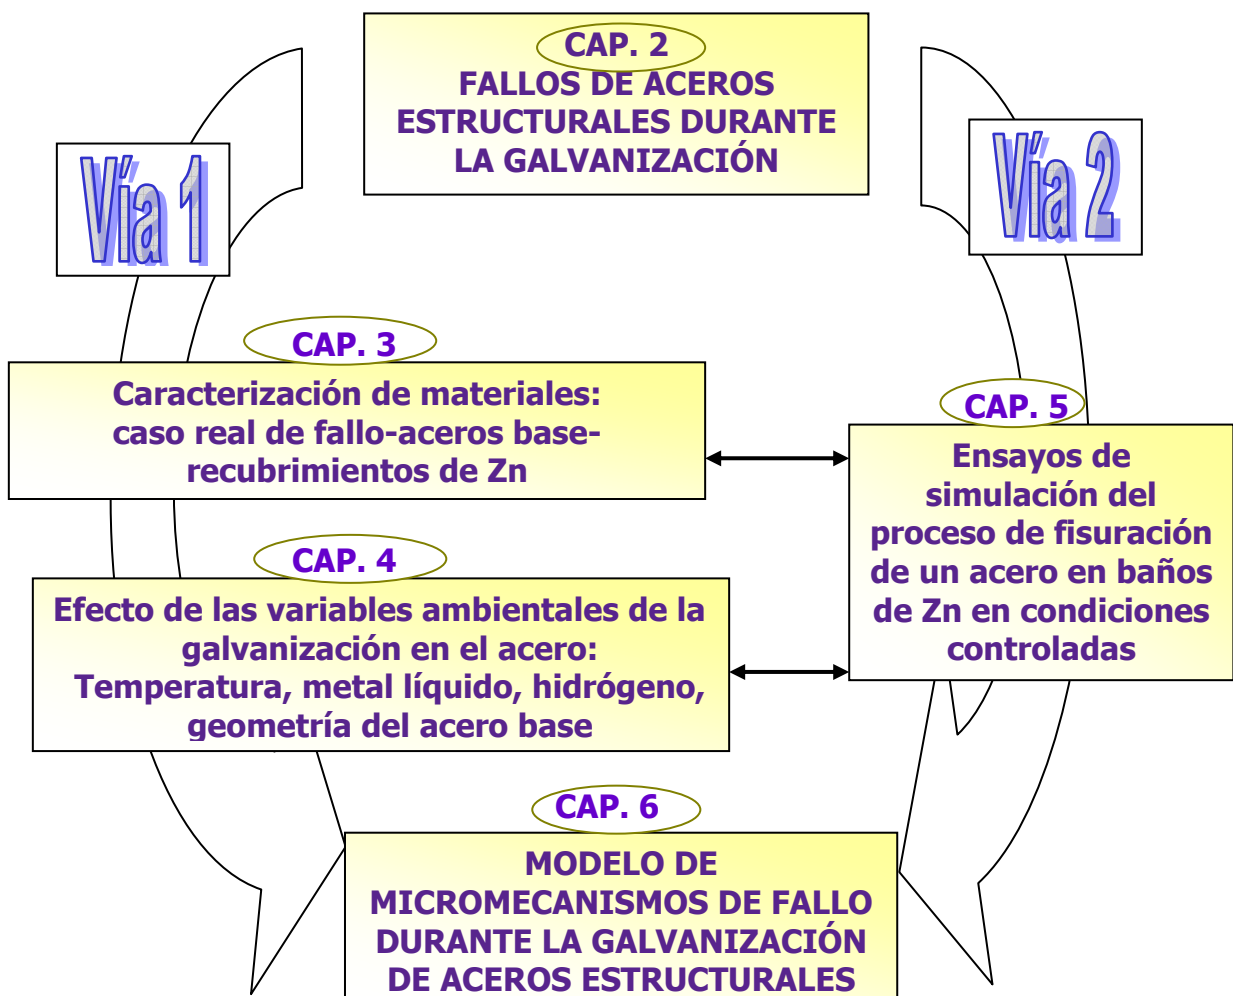 CAP. 2
FALLOS DE ACEROS
ESTRUCTURALES DURANTE
LA GALVANIZACIÓN
Vía 1
Vía 2
CAP. 3
Caracterización de materiales:
caso real de fallo-aceros base-
recubrimientos de Zn
CAP. 4
Efecto de las variables ambientales de la
galvanización en el acero:
Temperatura, metal líquido, hidrógeno,
geometría del acero base
CAP. 5
Ensayos de
simulación del
proceso de fisuración
de un acero en baños
de Zn en condiciones
controladas
CAP. 6
MODELO DE
MICROMECANISMOS DE FALLO
DURANTE LA GALVANIZACIÓN
DE ACEROS ESTRUCTURALES